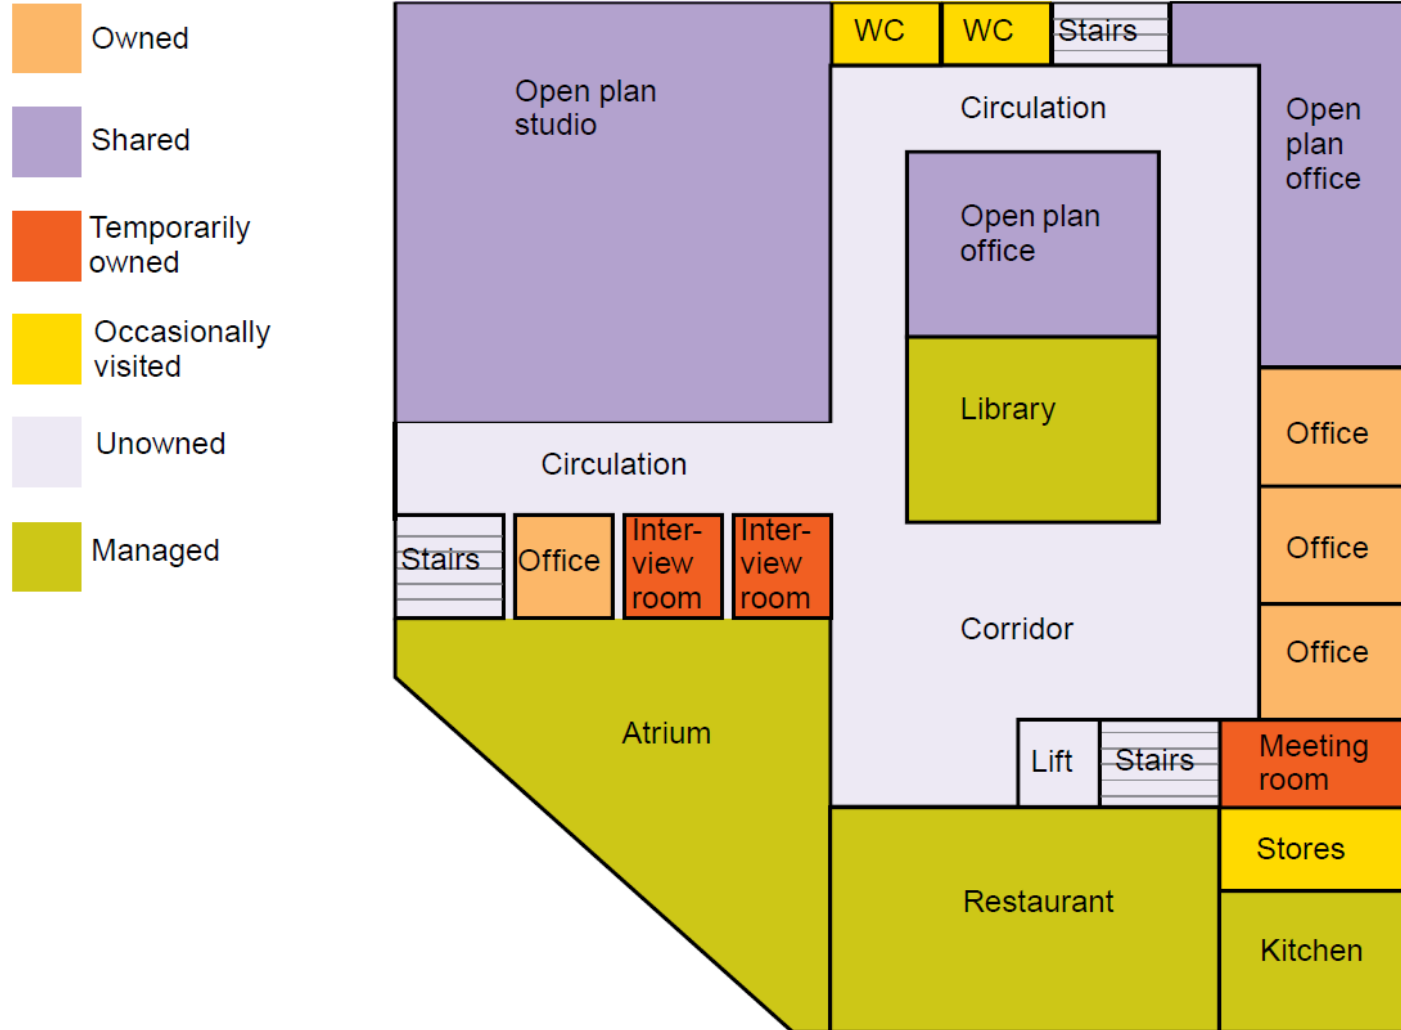 Owned
Shared
Temporarily
owned
Occasionally
visited
Unowned
Managed
Open plan
studio
WC
WC
Stairs
Circulation
Open
plan
office
Open plan
office
Library
Circulation
Office
Stairs
Office
Inter-
view
room
Inter-
view
room
Office
Corridor
Office
Atrium
Lift
Stairs
Meeting
room
Stores
Restaurant
Kitchen